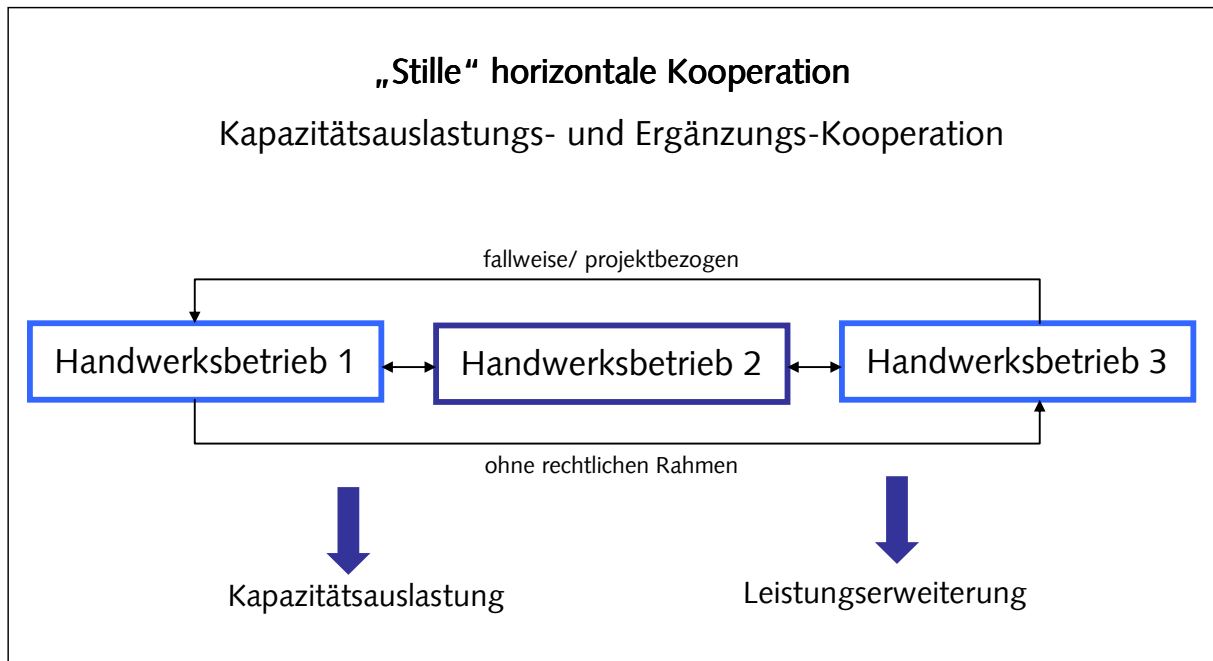 „Stille“ horizontale Kooperation
Kapazitätsauslastungs- und Ergänzungs-Kooperation
fallweise/ projektbezogen
Handwerksbetrieb 1
Handwerksbetrieb 2
Handwerksbetrieb 3
ohne rechtlichen Rahmen
Kapazitätsauslastung
Leistungserweiterung